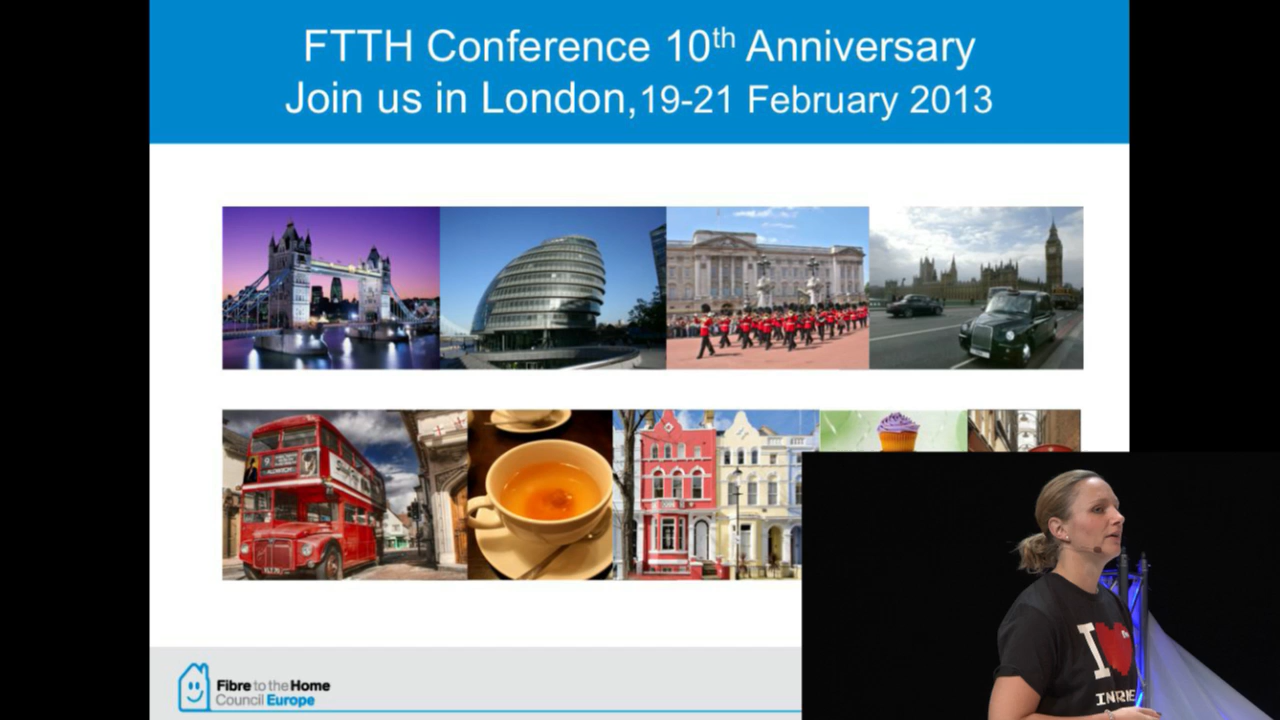 FTTH Conference 10th Anniversary
Join us in London,19-21 February 2013
Fibre to the Home
Council Europe
I